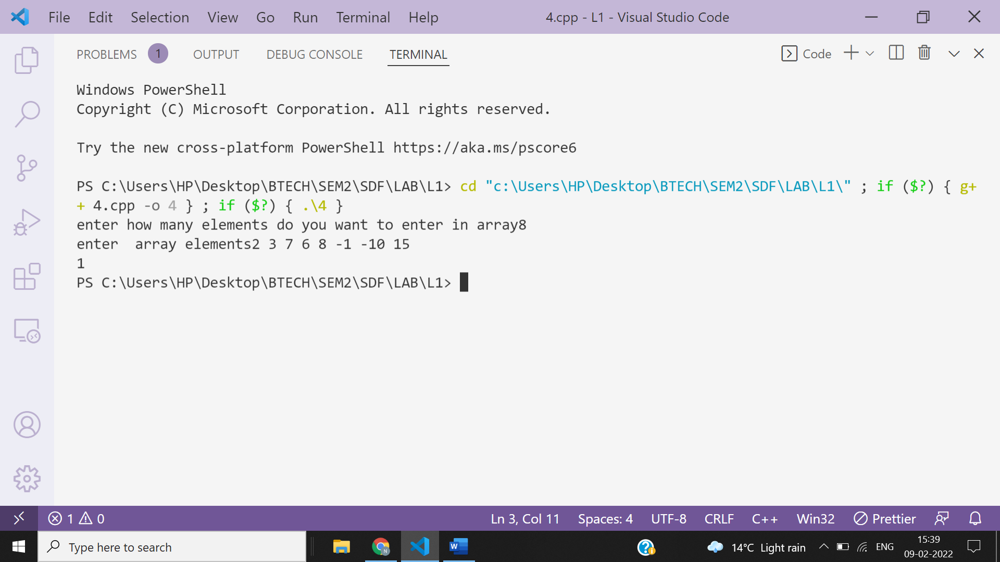 File Edit Selection View Go Run Terminal Help 4.cpp - L1 - Visual Studio Code
PROBLEMS 1 OUTPUT DEBUG CONSOLE TERMINAL Code
Windows PowerShell
Copyright (C) Microsoft Corporation. All rights reserved.
Try the new cross-platform PowerShell https://aka.ms/pscore6
PS C:\Users\HP\Desktop\BTECH\SEM2\SDF\LAB\L1> cd "c:\Users\HP\Desktop\BTECH\SEM2\SDF\LAB\L1\" ; if ($?) { g+
+ 4.cpp -o 4 } ; if ($?) { .\4 }
enter how many elements do you want to enter in array8
enter  array elements2 3 7 6 8 -1 -10 15
1
PS C:\Users\HP\Desktop\BTECH\SEM2\SDF\LAB\L1>
1 0 Ln 3, Col 11 Spaces: 4 UTF-8 CRLF C++ Win32 Prettier
Type here to search 14°C Light rain ENG 15:39
09-02-2022